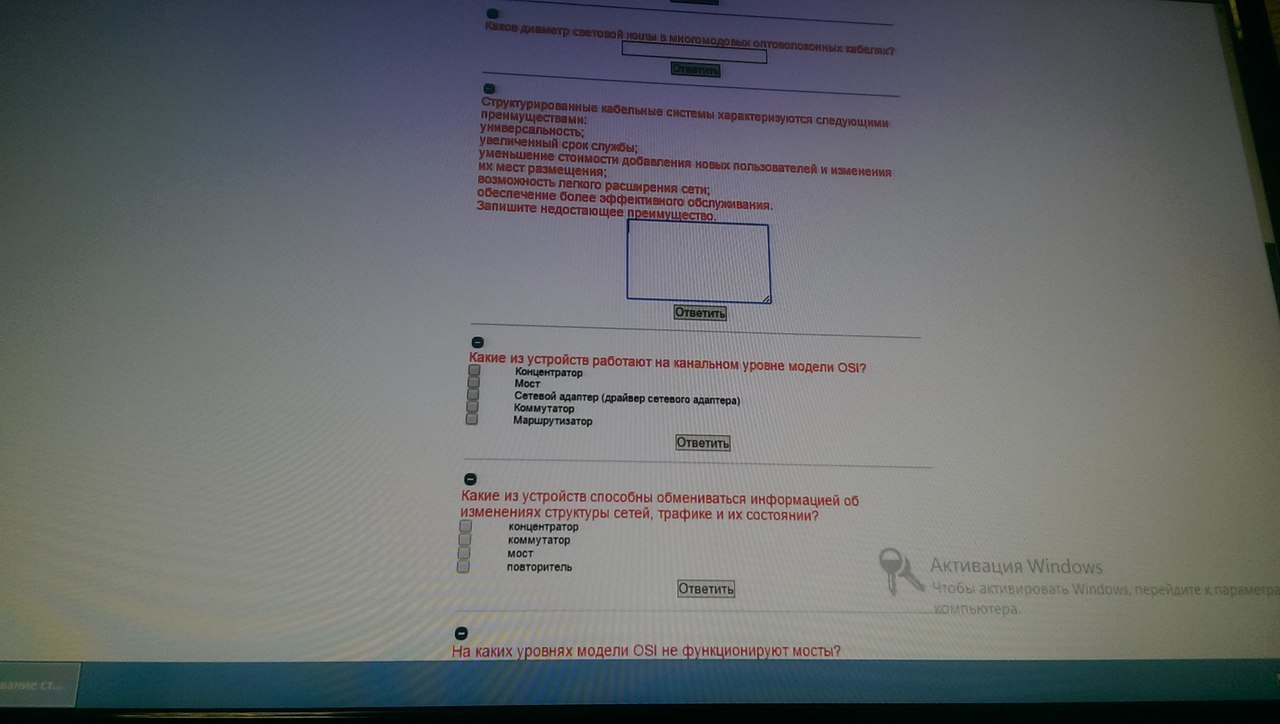 Каков диаметр световой жилы в многомодовых оптоволоконных кабелях?
Ответить
Структурированные кабельные системы характеризуются следующими
преимуществами:
универсальность;
увеличенный срок службы;
уменьшение стоимости добавления новых пользователей и изменения
их мест размещения;
возможность легкого расширения сети;
обеспечение более эффективного обслуживания.
Запишите недостающее преимущество.
Ответить
Какие из устройств работают на канальном уровне модели OSI?
Концентратор
Мост
Сетевой адаптер (драйвер сетевого адаптера)
Коммутатор
Маршрутизатор
Ответить
Какие из устройств способны обмениваться информацией об
изменениях структуры сетей, трафике и их состоянии?
концентратор
коммутатор
мост
повторитель
Ответить
Активация Windows
Чтобы активировать Windows, перейдите к параметра
компьютера.
На каких уровнях модели OSI не функционируют мосты?
вание ст...